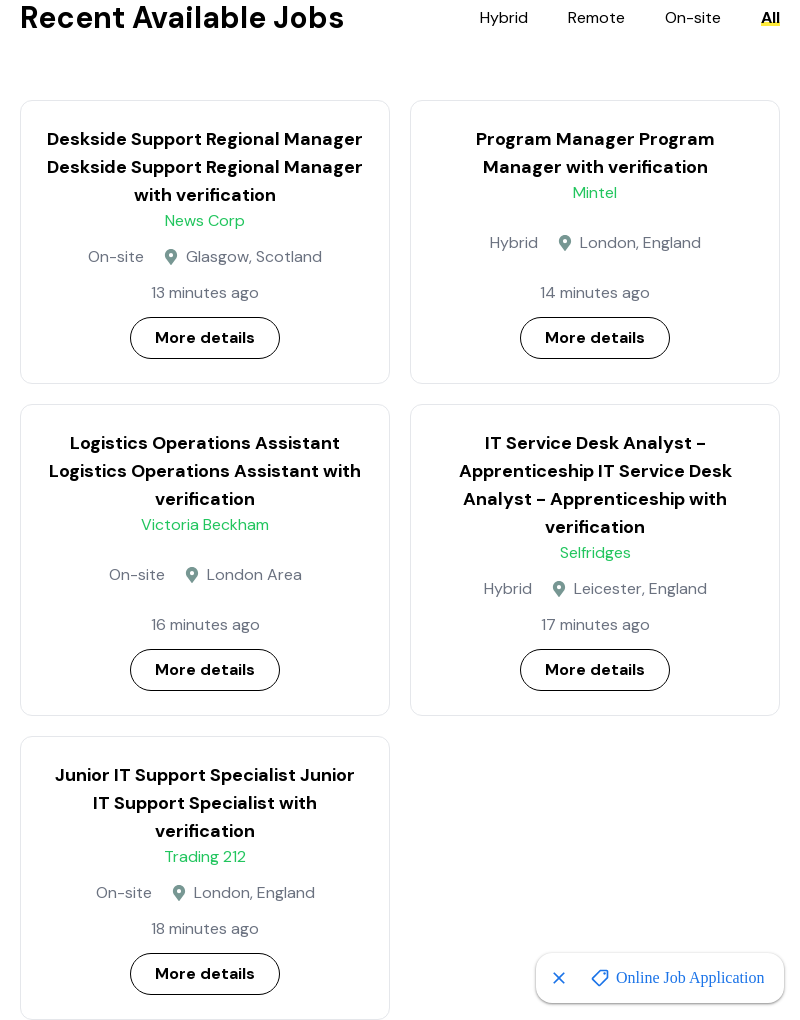 Recent Available Jobs
Hybrid Remote On-site All
Deskside Support Regional Manager
Deskside Support Regional Manager
with verification
News Corp
On-site Glasgow, Scotland
13 minutes ago
More details
Program Manager Program
Manager with verification
Mintel
Hybrid London, England
14 minutes ago
More details
Logistics Operations Assistant
Logistics Operations Assistant with
verification
Victoria Beckham
On-site London Area
16 minutes ago
More details
IT Service Desk Analyst -
Apprenticeship IT Service Desk
Analyst - Apprenticeship with
verification
Selfridges
Hybrid Leicester, England
17 minutes ago
More details
Junior IT Support Specialist Junior
IT Support Specialist with
verification
Trading 212
On-site London, England
18 minutes ago
More details
Online Job Application